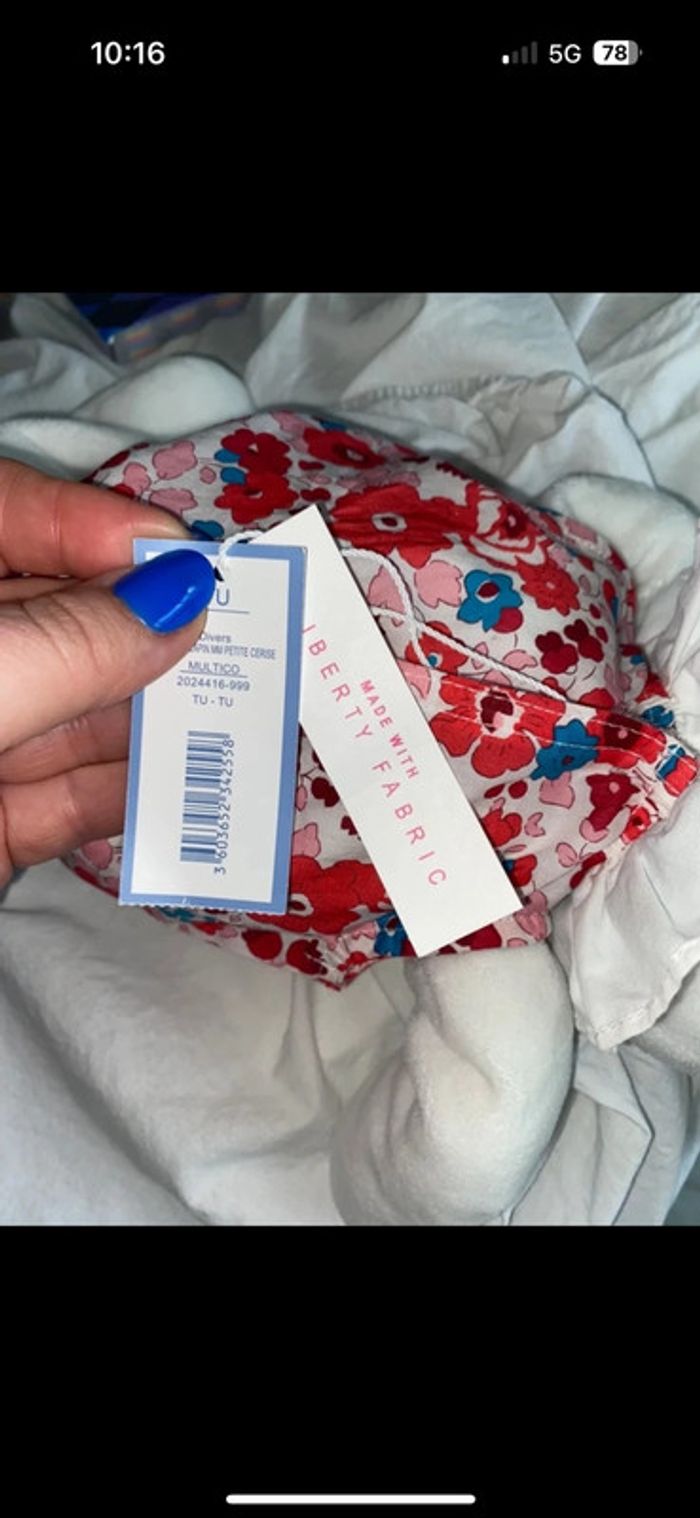 10:16
5G
78
U
Divers
MM PETITE CERISE
MULTICO
2024416-999
TU - TU
3 603652 342558
MADE WITH
IBERTY FABRIC